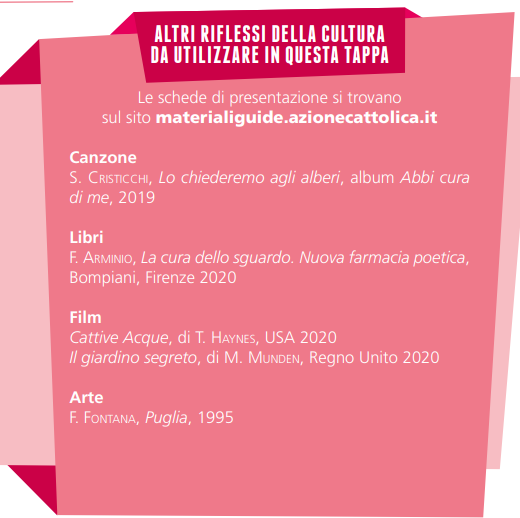 ALTRI RIFLESSI DELLA CULTURA
DA UTILIZZARE IN QUESTA TAPPA
Le schede di presentazione si trovano
sul sito materialiguide.azionecattolica.it
Canzone
S. CRISTICCHI, Lo chiederemo agli alberi, album Abbi cura
di me, 2019
Libri
F. ARMINIO, La cura dello sguardo. Nuova farmacia poetica,
Bompiani, Firenze 2020
Film
Cattive Acque, di T. HAYNES, USA 2020
Il giardino segreto, di M. MUNDEN, Regno Unito 2020
Arte
F. FONTANA, Puglia, 1995